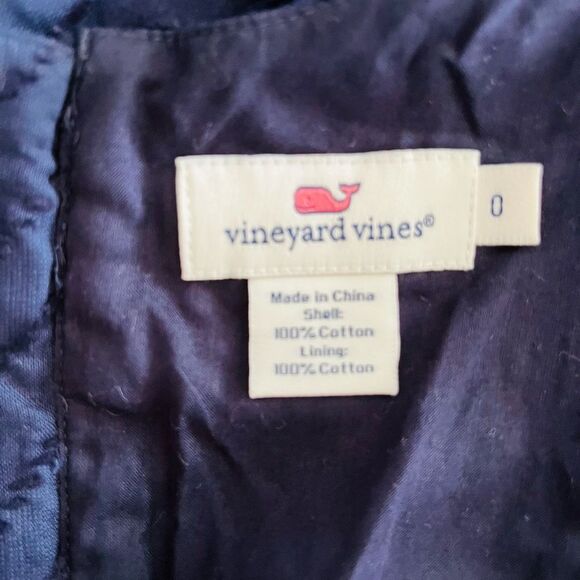 vineyard vines®
0
Made in China
Shell:
100% Cotton
Lining:
100% Cotton